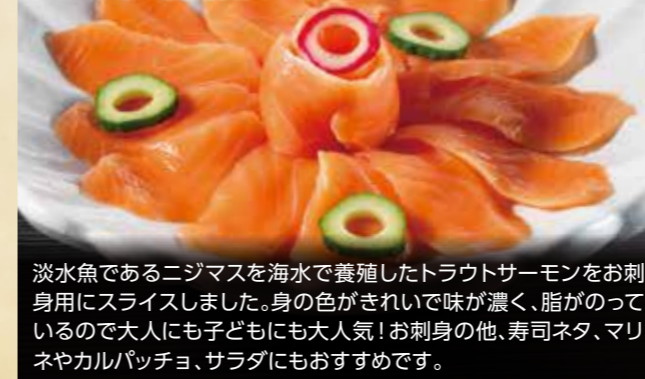 淡水魚であるニジマスを海水で養殖したトラウトサーモンをお刺
身用にスライスしました。身の色がきれいで味が濃く、脂がのって
いるので大人にも子どもにも大人気！お刺身の他、寿司ネタ、マリ
ネやカルパッチョ、サラダにもおすすめです。